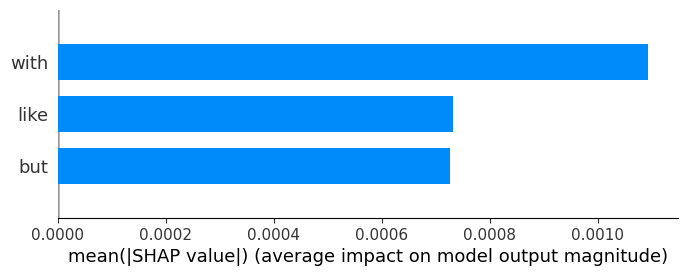 with
like
but
0.0000 0.0002 0.0004 0.0006 0.0008 0.0010
mean(|SHAP value|) (average impact on model output magnitude)